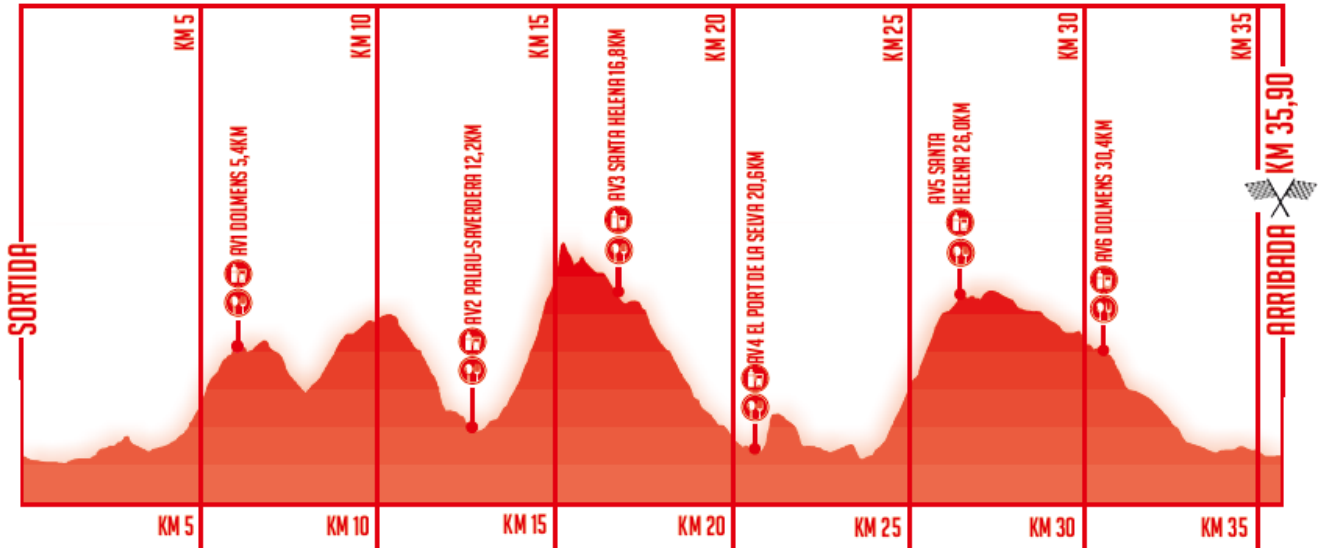 KM 5
KM 10
KM 15
KM 20
KM 25
KM 30
KM 35
SORTIDA
AV1 DOLMENS 5,4KM
AV2 PALAU-SAVERDERA 12,2KM
AV3 SANTA HELENA 16,8KM
AV4 EL PORT DE LA SELVA 20,6KM
AV5 SANTA
HELENA 26,0KM
AV6 DOLMENS 30,4KM
ARRIBADA KM 35,90
KM 5
KM 10
KM 15
KM 20
KM 25
KM 30
KM 35